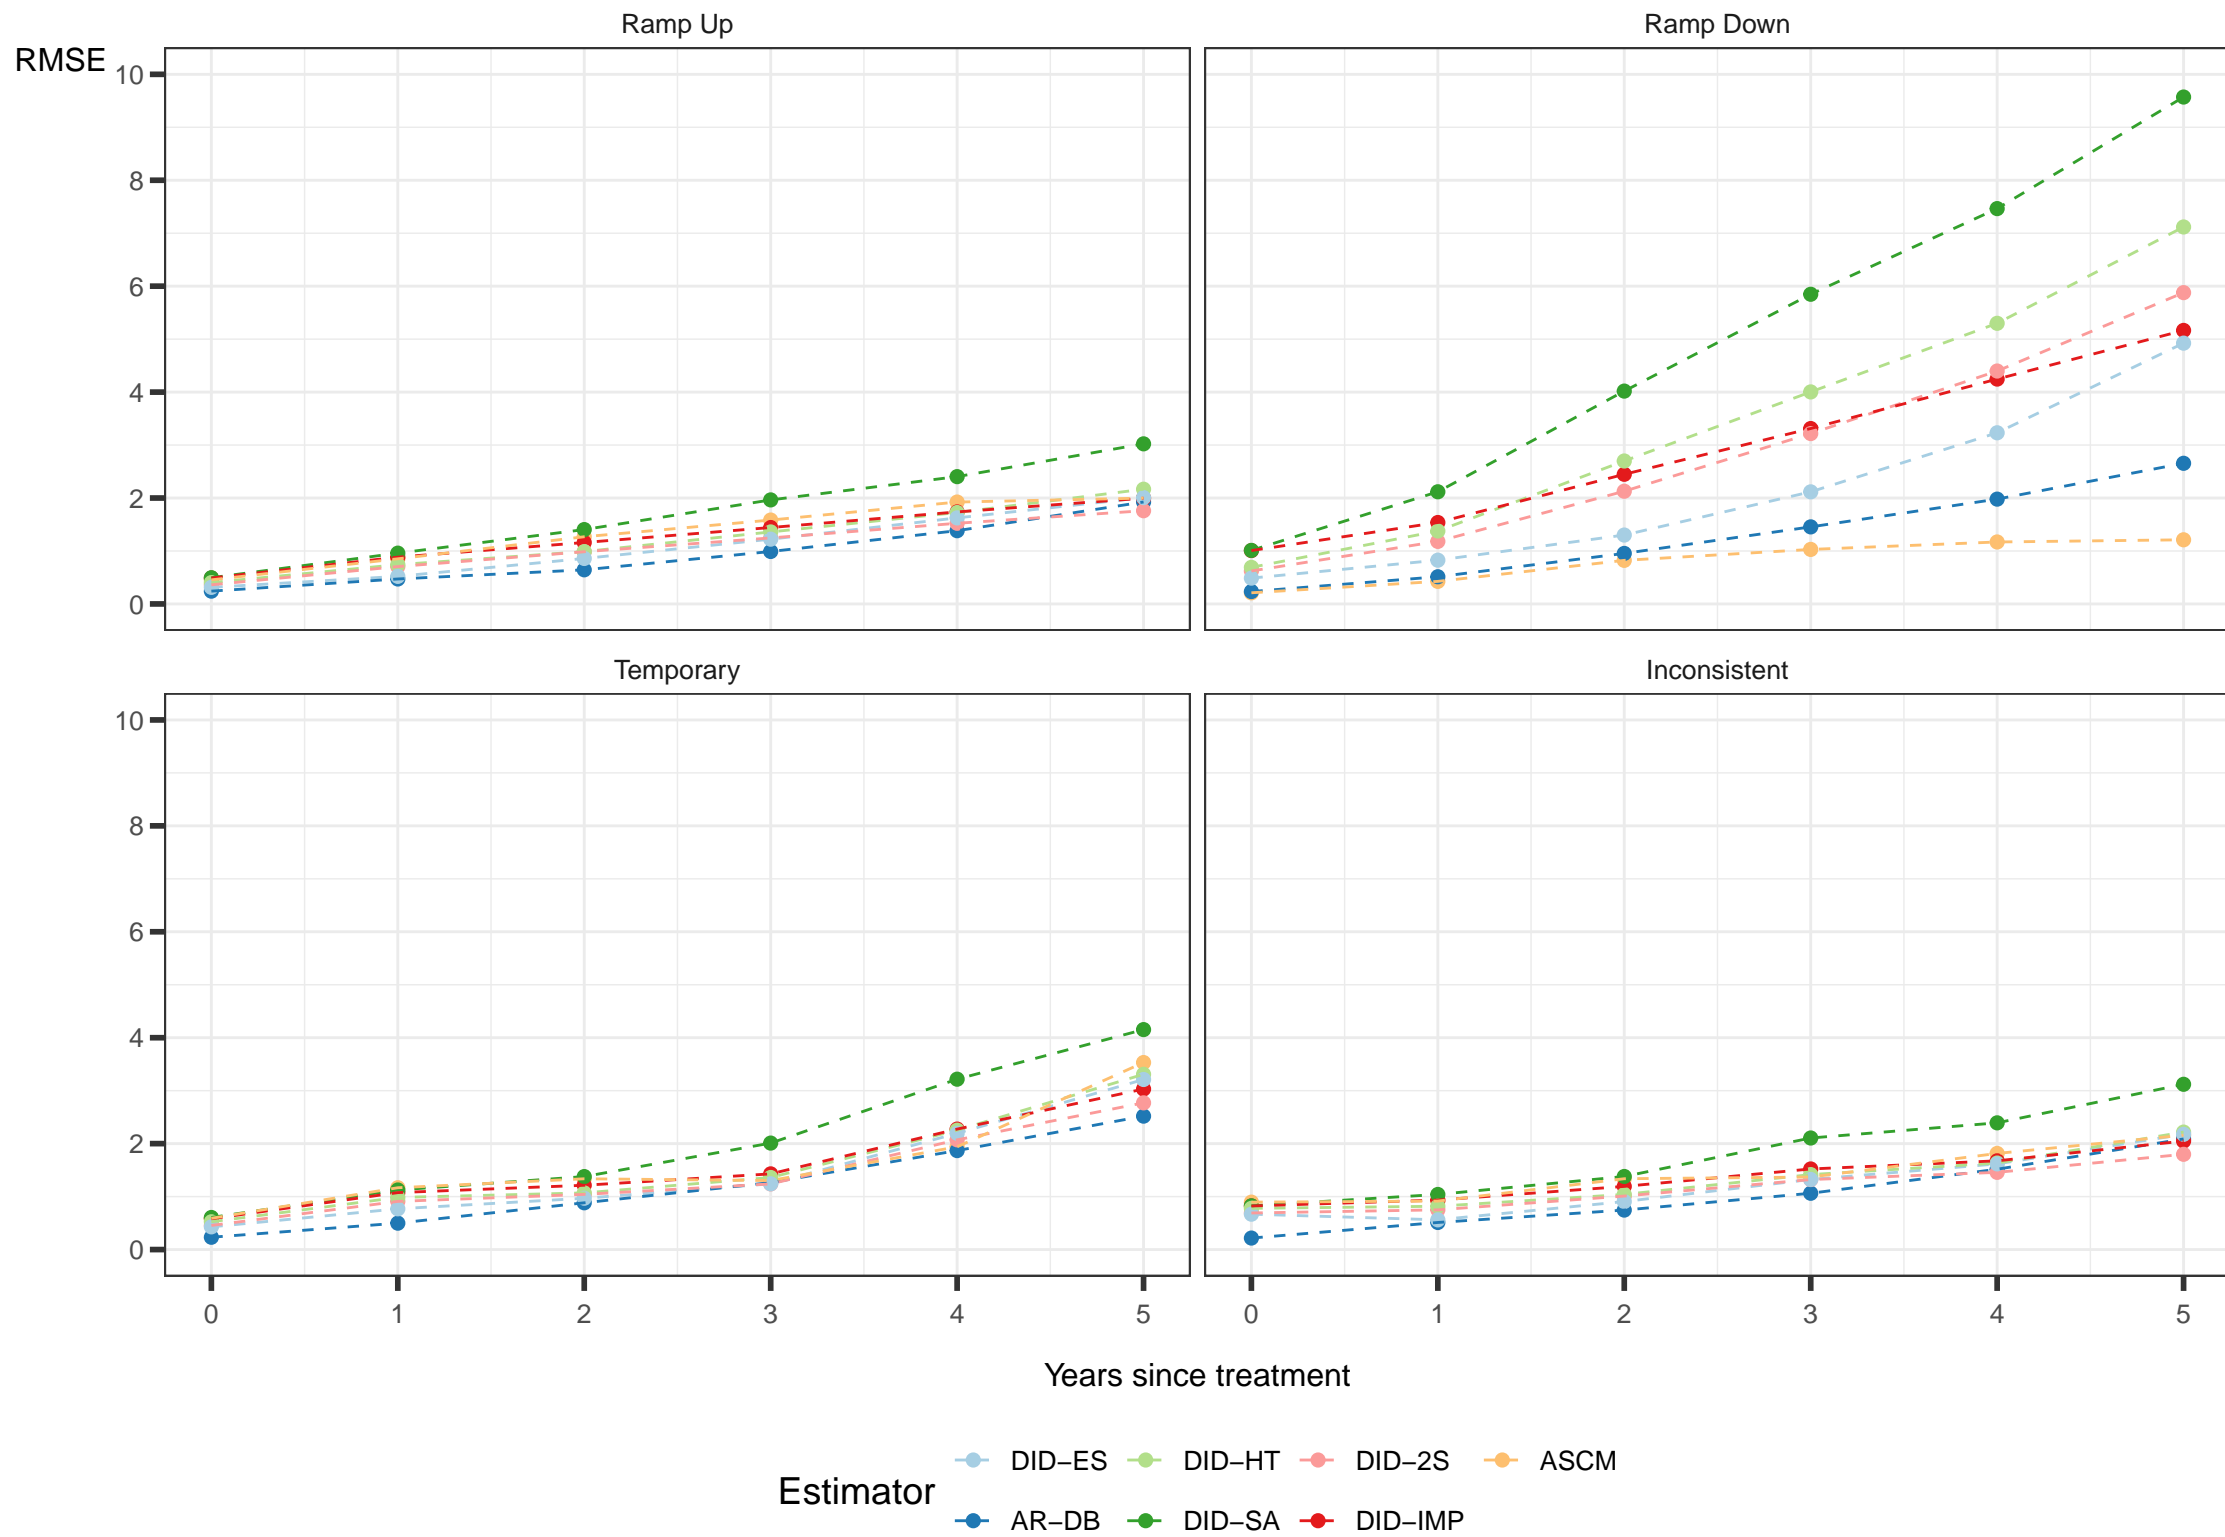 Ramp Up
Ramp Down
RMSE
10
8
6
4
2
0
Temporary
Inconsistent
10
8
6
4
2
0
0 1 2 3 4 5
0 1 2 3 4 5
Years since treatment
Estimator
DID−ES DID−HT DID−2S ASCM
AR−DB DID−SA DID−IMP